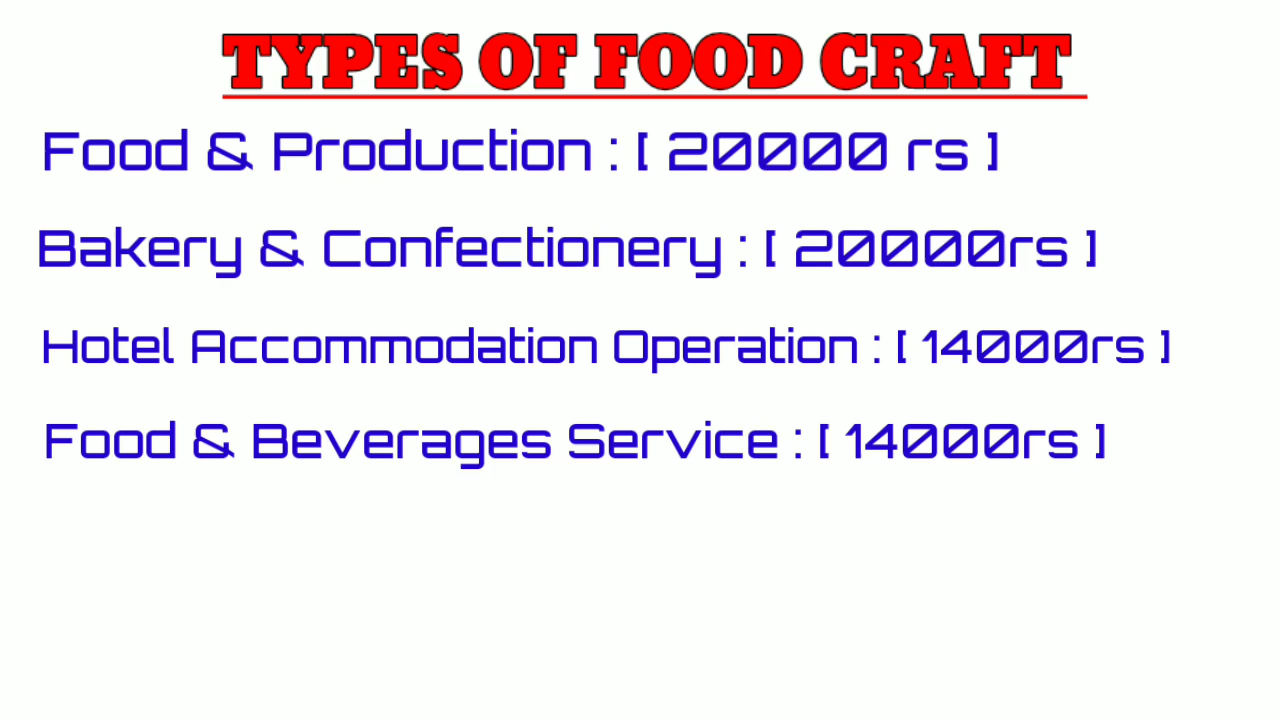 TYPES OF FOOD CRAFT
Food & Production : [ 20000 rs ]
Bakery & Confectionery : [ 20000rs ]
Hotel Accommodation Operation : [ 14000rs ]
Food & Beverages Service : [ 14000rs ]